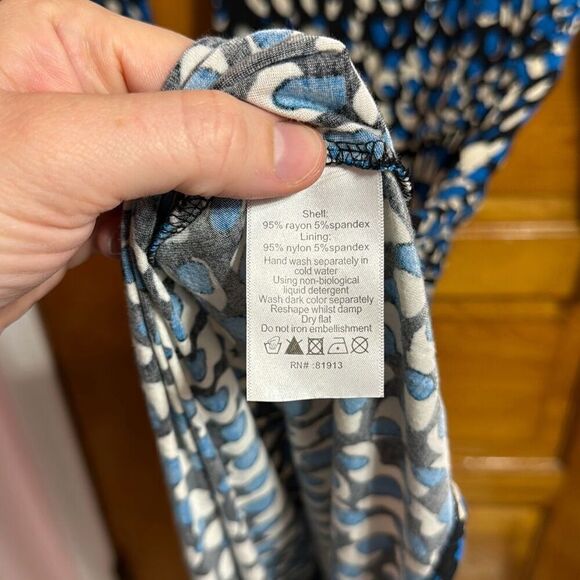 Shell:
95% rayon 5%spandex
Lining:
95% nylon 5%spandex
Hand wash separately in
cold water
Using non-biological
liquid detergent
Wash dark color separately
Reshape whilst damp
Dry flat
Do not iron embellishment
RN# :81913